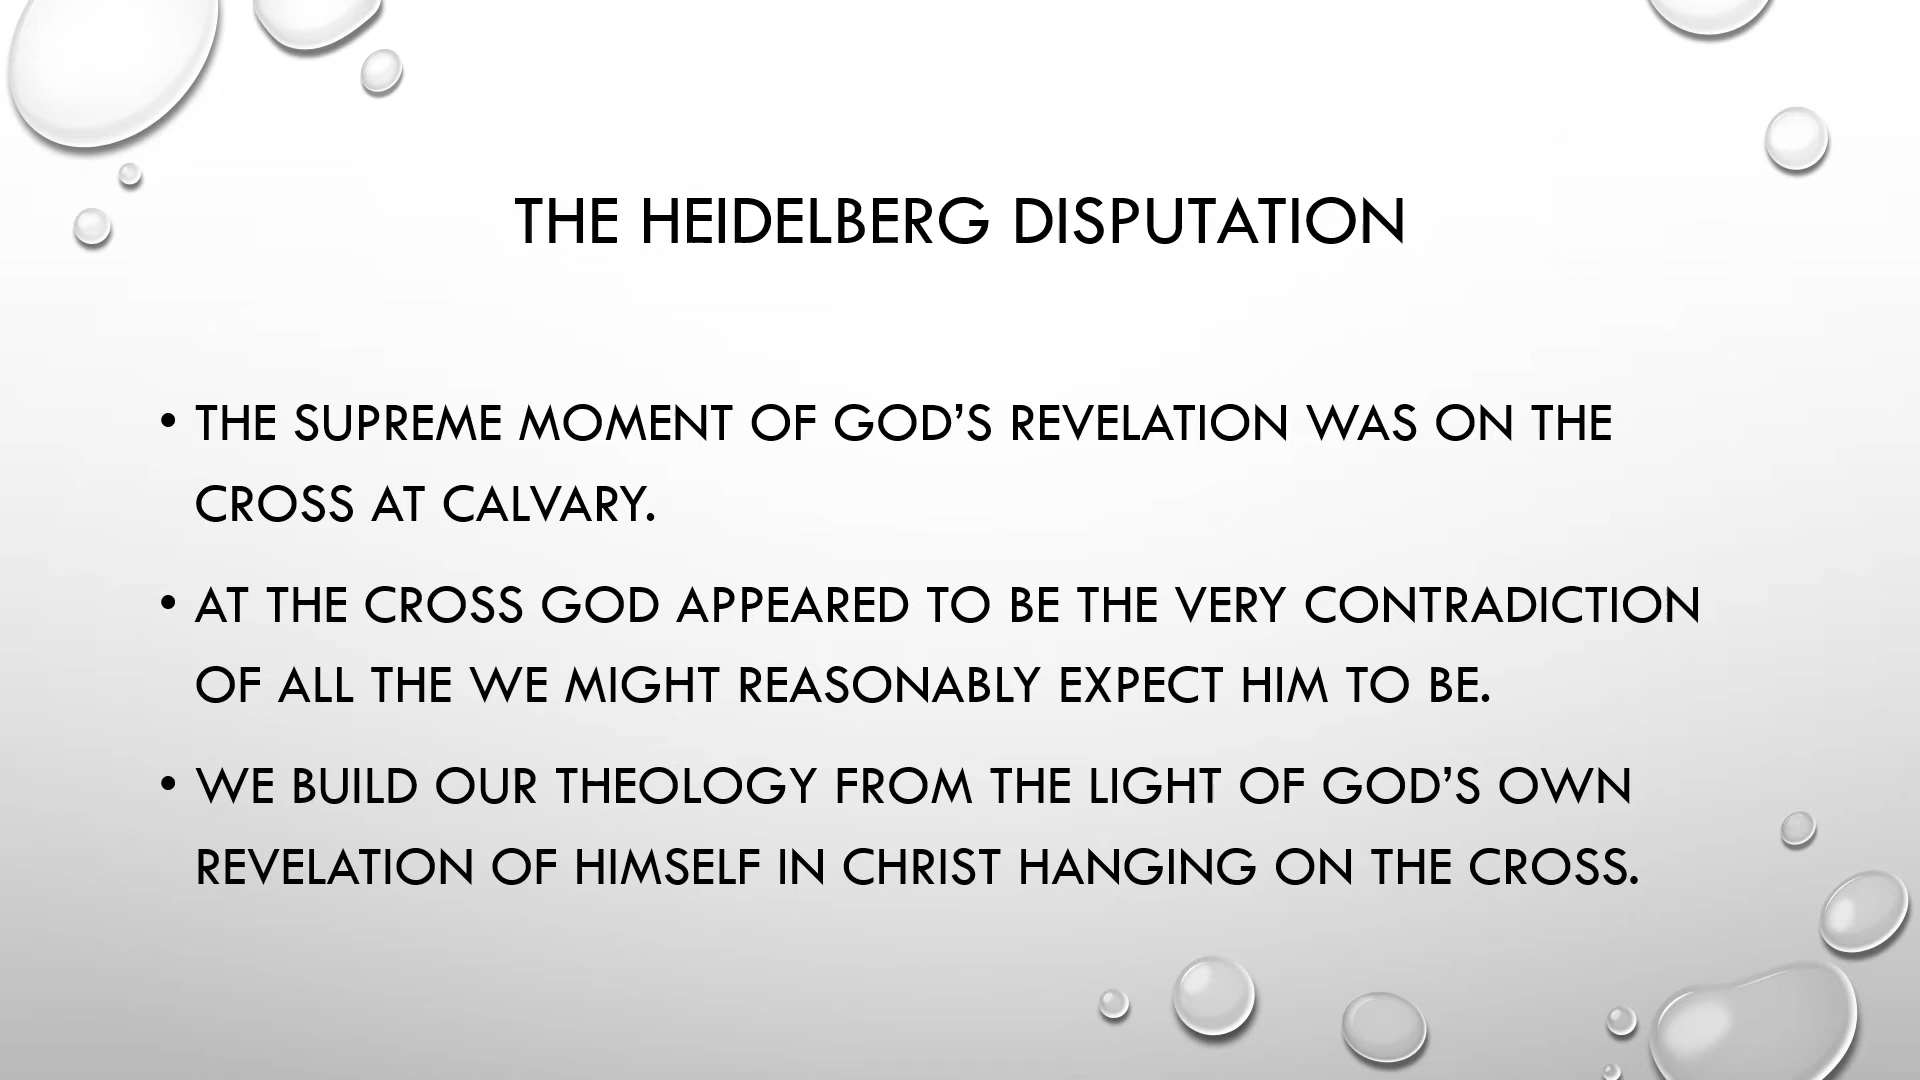 THE HEIDELBERG DISPUTATION
• THE SUPREME MOMENT OF GOD’S REVELATION WAS ON THE
CROSS AT CALVARY.
• AT THE CROSS GOD APPEARED TO BE THE VERY CONTRADICTION
OF ALL THE WE MIGHT REASONABLY EXPECT HIM TO BE.
• WE BUILD OUR THEOLOGY FROM THE LIGHT OF GOD’S OWN
REVELATION OF HIMSELF IN CHRIST HANGING ON THE CROSS.